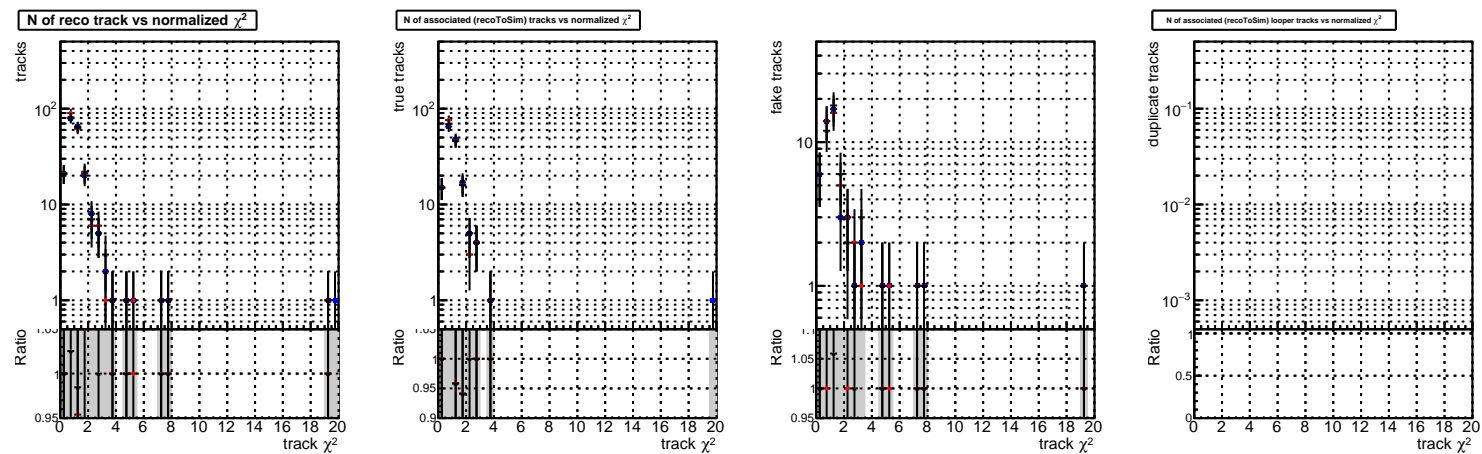 N of reco track vs normalized χ²
tracks
10²
10
1
Ratio
1.05
1
0.95
0 2 4 6 8 10 12 14 16 18 20
track χ²
N of associated (recoToSim) tracks vs normalized χ²
true tracks
10²
10
1
Ratio
1
0.95
0.9
0 2 4 6 8 10 12 14 16 18 20
track χ²
fake tracks
10
1
Ratio
1.1
1.05
1
0.95
0 2 4 6 8 10 12 14 16 18 20
track χ²
N of associated (recoToSim) looper tracks vs normalized χ²
duplicate tracks
10⁻¹
10⁻²
10⁻³
Ratio
1
0.5
0
0 2 4 6 8 10 12 14 16 18 20
track χ²